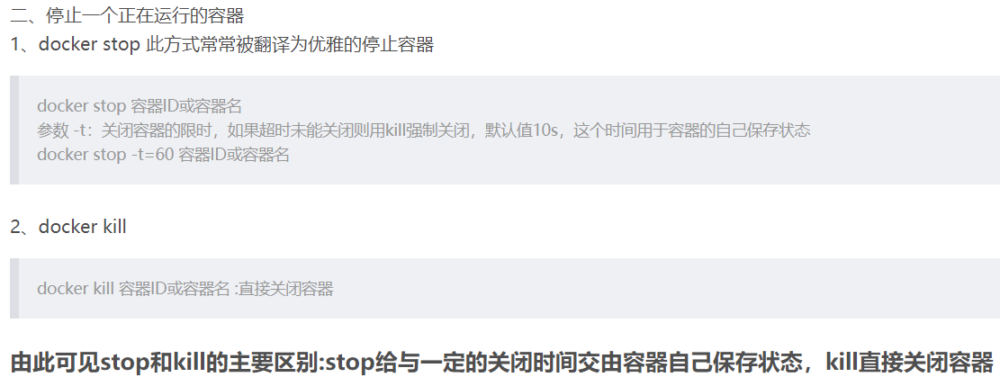 二、停止一个正在运行的容器
1、docker stop 此方式常常被翻译为优雅的停止容器
docker stop 容器ID或容器名
参数 -t：关闭容器的限时，如果超时未能关闭则用kill强制关闭，默认值10s，这个时间用于容器的自己保存状态
docker stop -t=60 容器ID或容器名
2、docker kill
docker kill 容器ID或容器名 :直接关闭容器
由此可见stop和kill的主要区别:stop给与一定的关闭时间交由容器自己保存状态，kill直接关闭容器